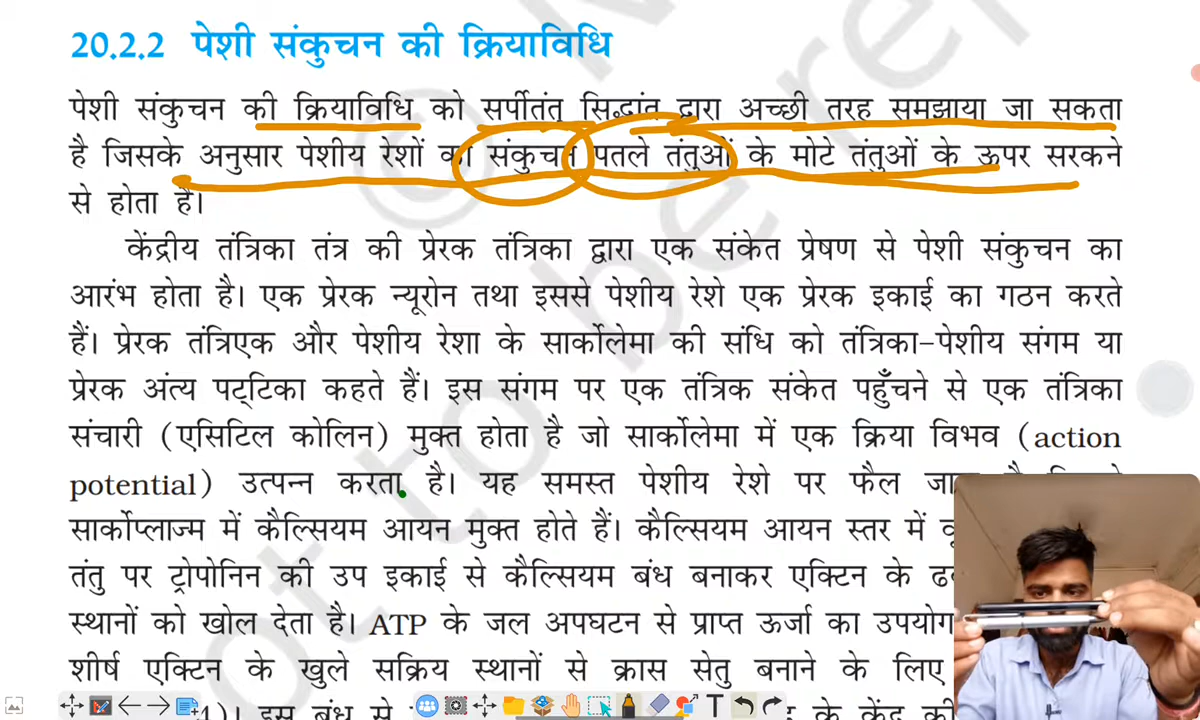 20.2.2 पेशी संकुचन की क्रियाविधि
पेशी संकुचन की क्रियाविधि को सर्पीतंतु सिद्धांत द्वारा अच्छी तरह समझाया जा सकता
है जिसके अनुसार पेशीय रेशों का संकुचन पतले तंतुओं के मोटे तंतुओं के ऊपर सरकने
से होता है।
केंद्रीय तंत्रिका तंत्र की प्रेरक तंत्रिका द्वारा एक संकेत प्रेषण से पेशी संकुचन का
आरंभ होता है। एक प्रेरक न्यूरोन तथा इससे पेशीय रेशे एक प्रेरक इकाई का गठन करते
हैं। प्रेरक तंत्रिएक और पेशीय रेशा के सार्कोलेमा की संधि को तंत्रिका-पेशीय संगम या
प्रेरक अंत्य पट्टिका कहते हैं। इस संगम पर एक तंत्रिक संकेत पहुँचने से एक तंत्रिका
संचारी (एसिटिल कोलिन) मुक्त होता है जो सार्कोलेमा में एक क्रिया विभव (action
potential) उत्पन्न करता है। यह समस्त पेशीय रेशे पर फैल
सार्कोप्लाज्म में कैल्सियम आयन मुक्त होते हैं। कैल्सियम आयन स्तर में
तंतु पर ट्रोपोनिन की उप इकाई से कैल्सियम बंध बनाकर एक्टिन के
स्थानों को खोल देता है। ATP के जल अपघटन से प्राप्त ऊर्जा का
शीर्ष एक्टिन के खुले सक्रिय स्थानों से क्रास सेतु बनाने के लिए
इस बंध से के केंद्र की